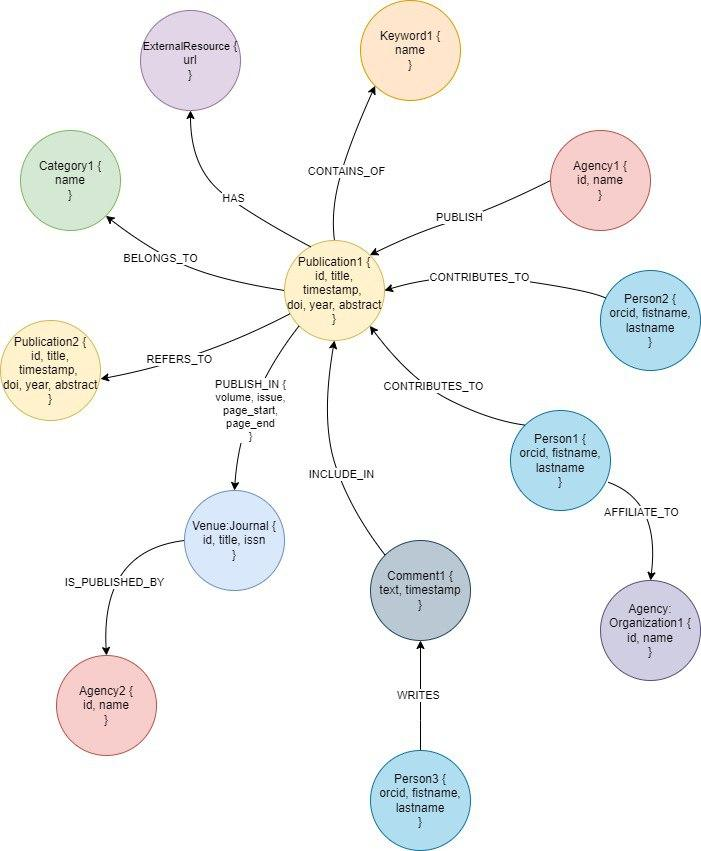 ExternalResource {
url
}
Keyword1 {
name
}
Category1 {
name
}
Agency1 {
id, name
}
HAS
CONTAINS_OF
PUBLISH
BELONGS_TO
Publication1 {
id, title,
timestamp,
doi, year, abstract
}
CONTRIBUTES_TO
Person2 {
orcid, fistname,
lastname
}
Publication2 {
id, title,
timestamp,
doi, year, abstract
}
REFERS_TO
PUBLISH_IN {
volume, issue,
page_start,
page_end
}
CONTRIBUTES_TO
Person1 {
orcid, fistname,
lastname
}
INCLUDE_IN
AFFILIATE_TO
Venue:Journal {
id, title, issn
}
IS_PUBLISHED_BY
Comment1 {
text, timestamp
}
Agency:
Organization1 {
id, name
}
Agency2 {
id, name
}
WRITES
Person3 {
orcid, fistname,
lastname
}